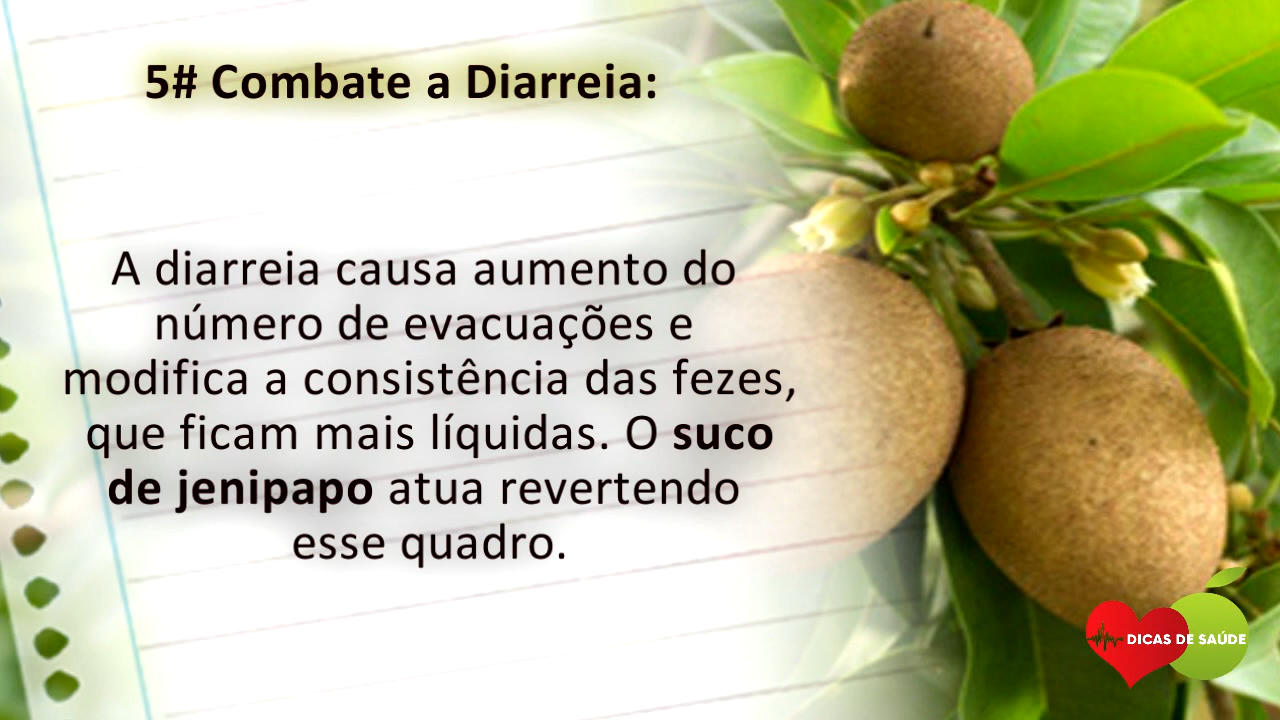 5# Combate a Diarreia:
A diarreia causa aumento do
número de evacuações e
modifica a consistência das fezes,
que ficam mais líquidas. O suco
de jenipapo atua revertendo
esse quadro.
DICAS DE SAÚDE